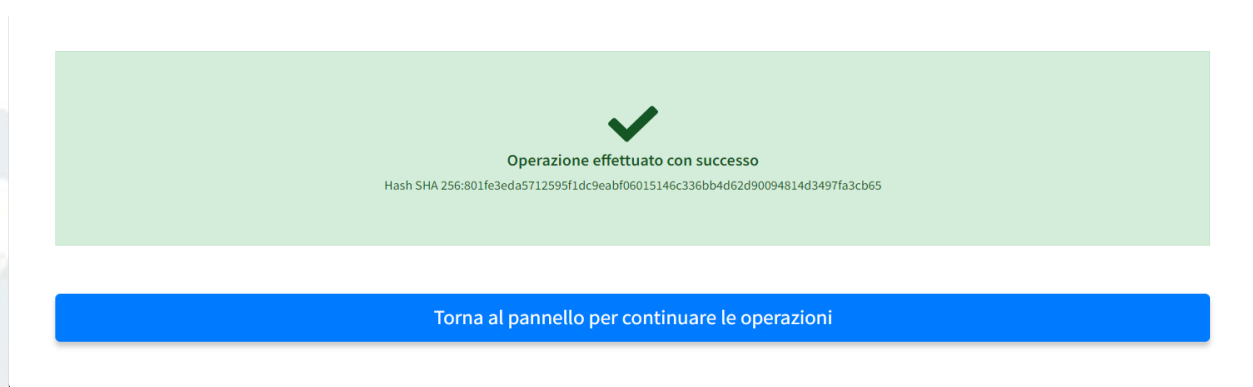 Operazione effettuato con successo
Hash SHA 256:801fe3eda5712595f1dc9eabf06015146c336bb4d62d90094814d3497fa3cb65
Torna al pannello per continuare le operazioni